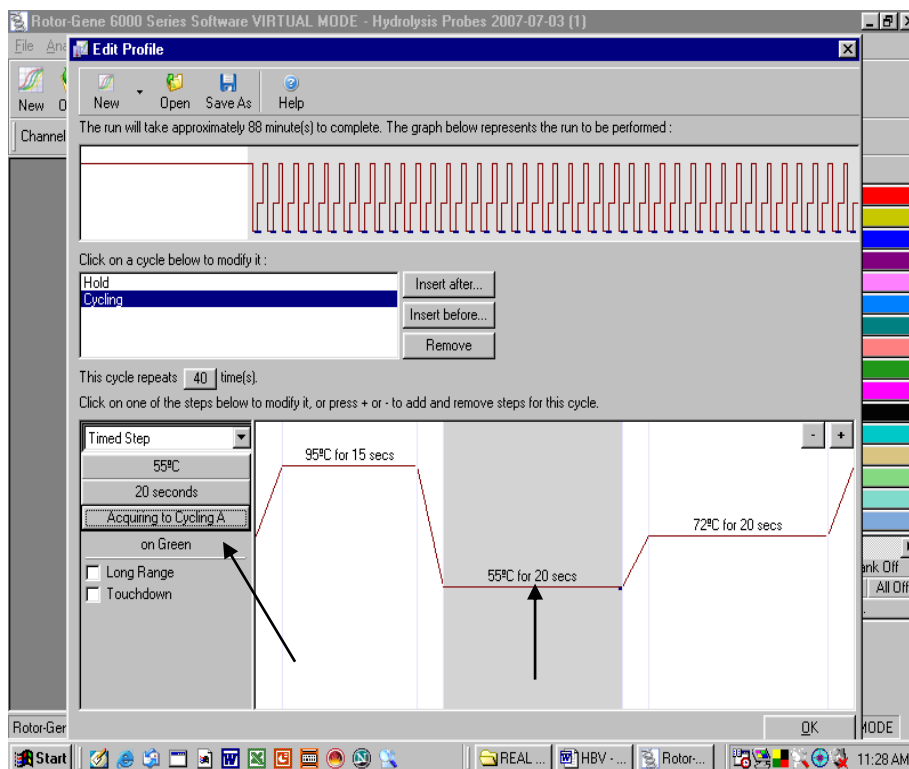 Rotor-Gene 6000 Series Software VIRTUAL MODE - Hydrolysis Probes 2007-07-03 (1)
File
Edit Profile
New
New Open Save As Help
Channel
The run will take approximately 88 minute(s) to complete. The graph below represents the run to be performed :
Click on a cycle below to modify it :
Hold
Cycling
Insert after...
Insert before...
Remove
This cycle repeats 40 time(s).
Click on one of the steps below to modify it, or press + or - to add and remove steps for this cycle.
Timed Step
- +
55ºC
20 seconds
Acquiring to Cycling A
on Green
Long Range
Touchdown
95ºC for 15 secs
55ºC for 20 secs
72ºC for 20 secs
Off
All Off
OK
Rotor-Ger
MODE
Start
REAL ... HBV - ... Rotor-...
11:28 AM